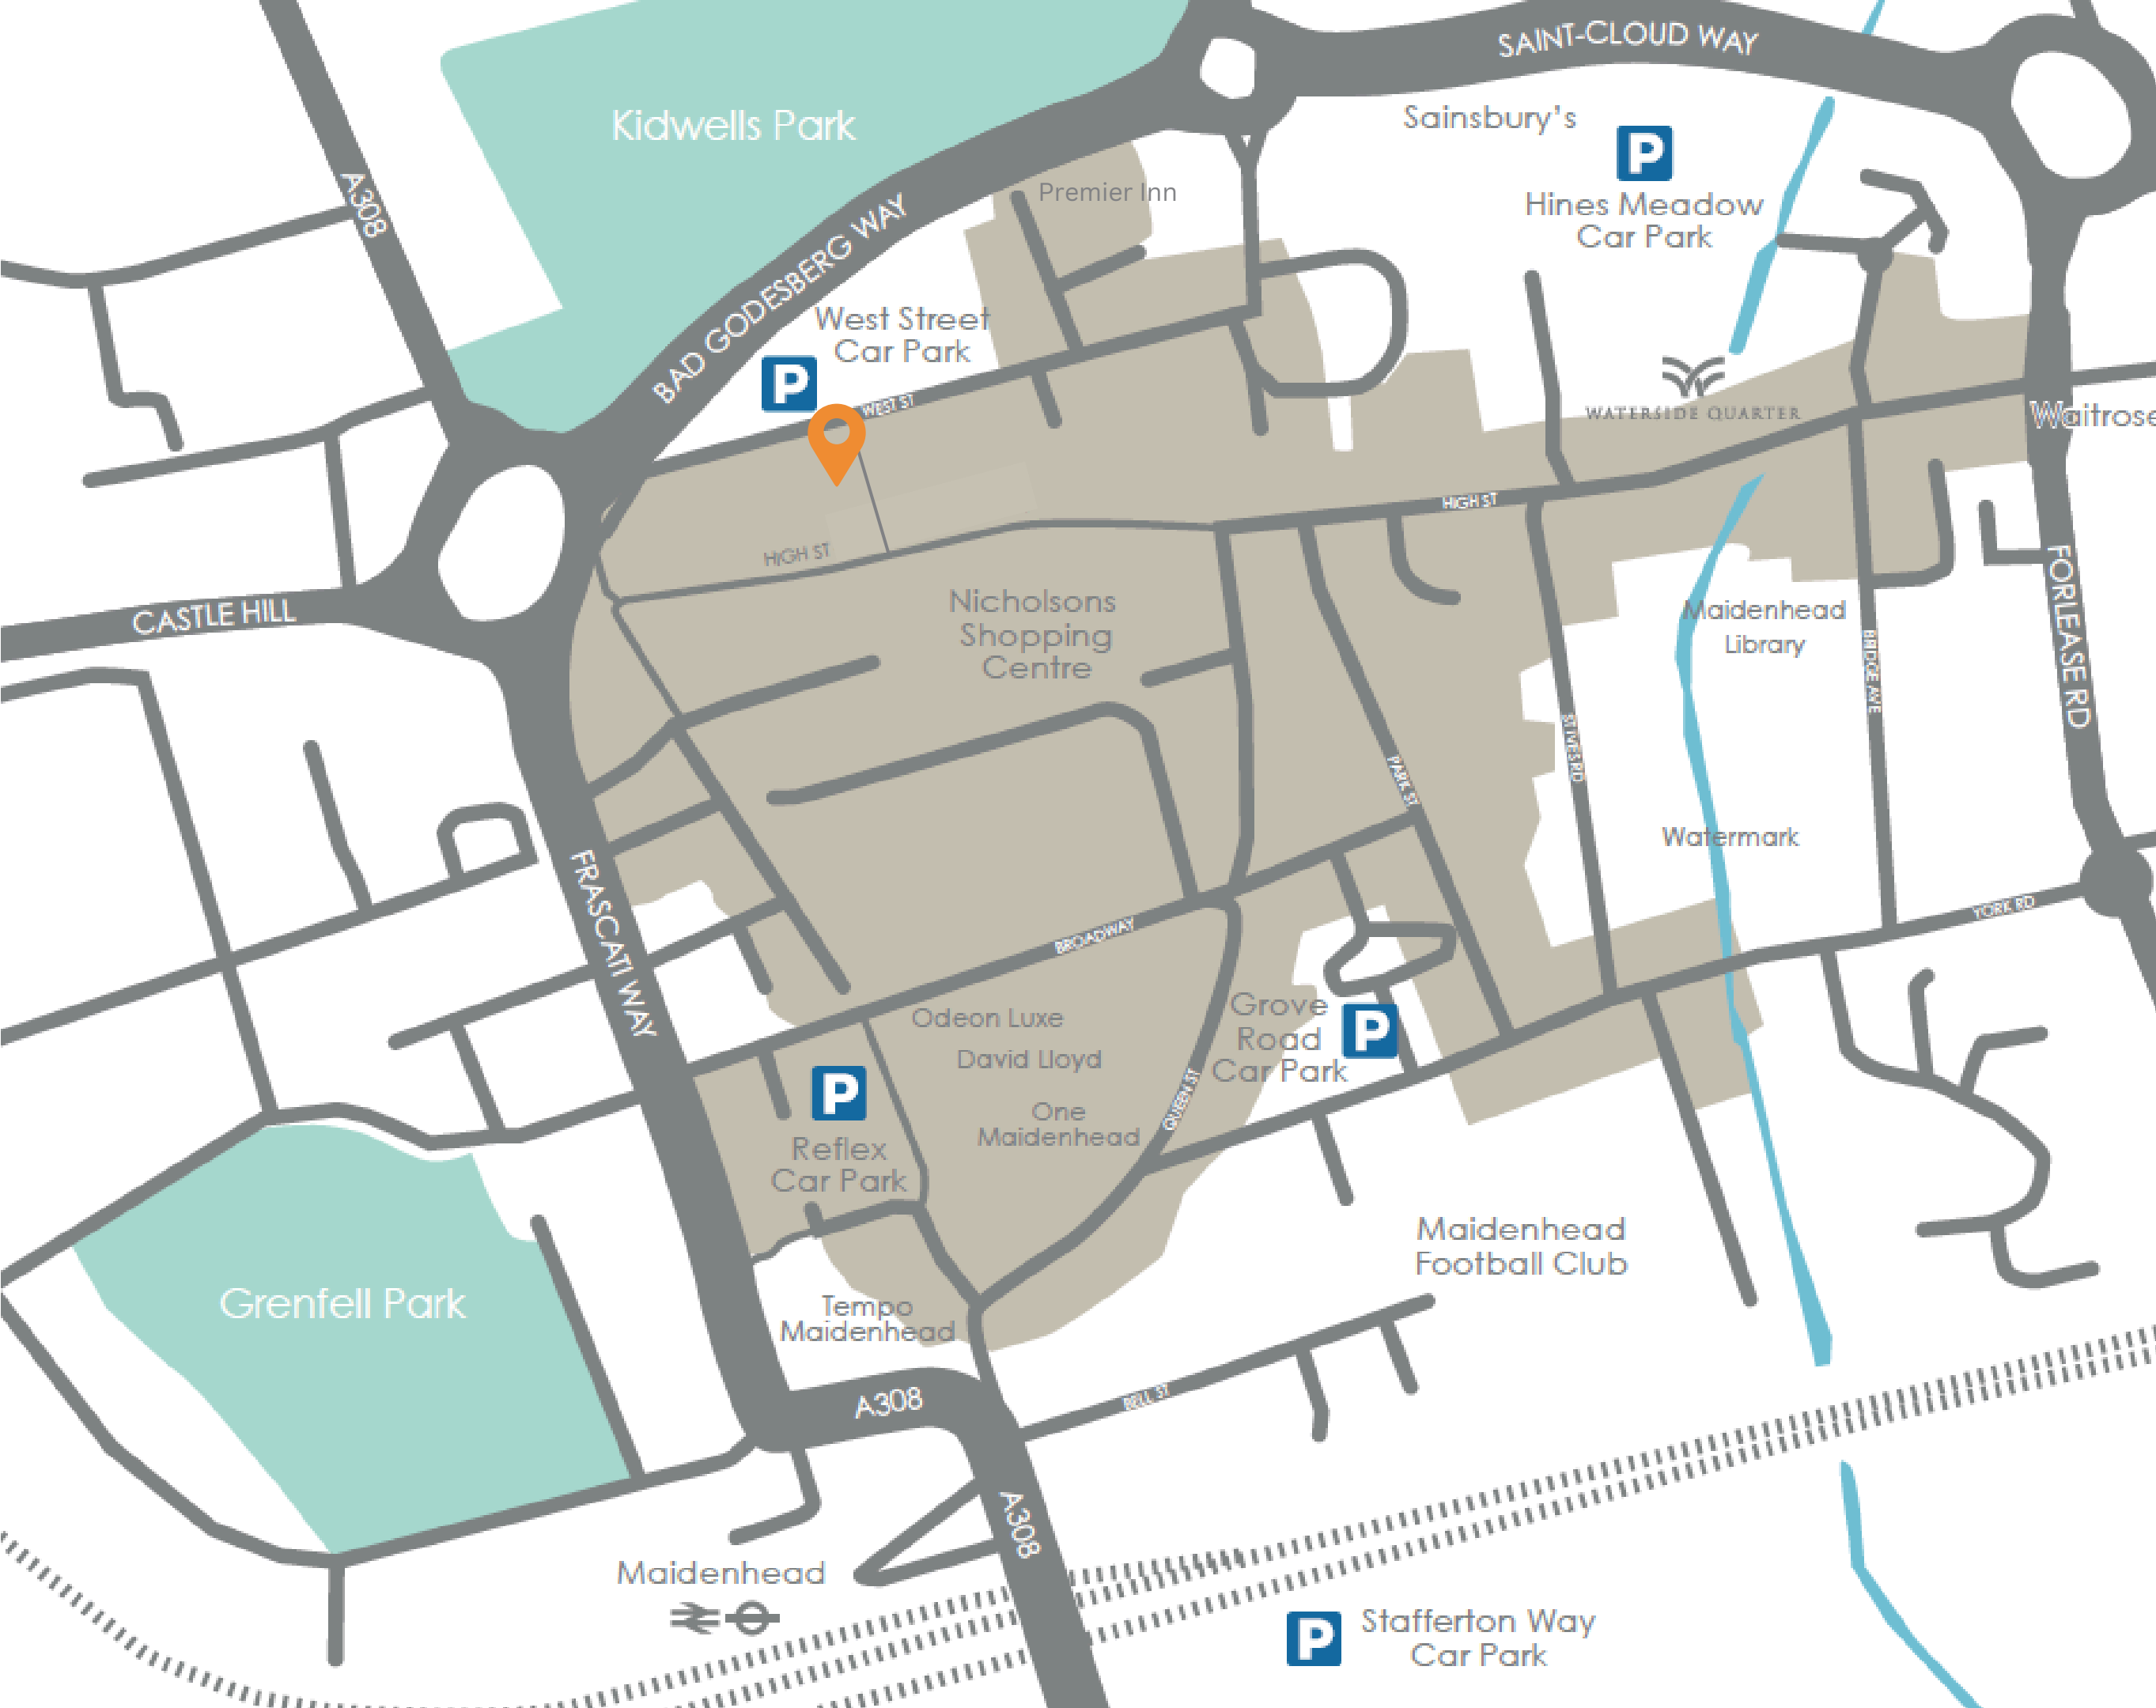 SAINT-CLOUD WAY
Kidwells Park
Sainsbury's
P
Hines Meadow
Car Park
A308
Premier Inn
BAD GODESBERG WAY
West Street
Car Park
P
WEST ST
WATERSIDE QUARTER
Waitrose
HIGH ST
HIGH ST
CASTLE HILL
Nicholsons
Shopping
Centre
Maidenhead
Library
FORLEASE RD
BRIDGE AVE
ST IVES RD
PARK ST
Watermark
FRASCATI WAY
BROADWAY
YORK RD
Odeon Luxe
David Lloyd
One
Maidenhead
Grove
Road
Car Park
P
QUEEN ST
P
Reflex
Car Park
Maidenhead
Football Club
Grenfell Park
Tempo
Maidenhead
A308
BELL ST
A308
Maidenhead
P
Stafferton Way
Car Park